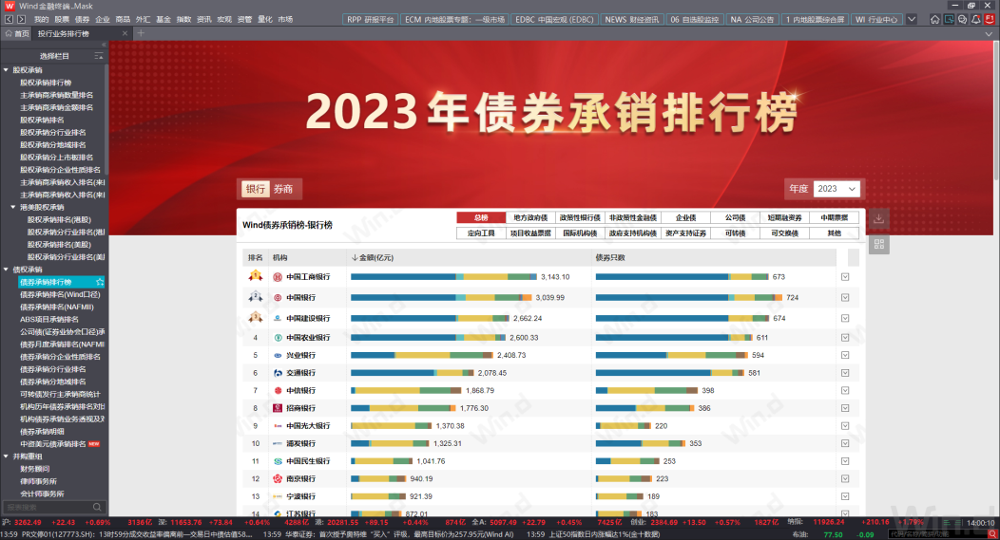 Wind金融终端_Mask
我的 股票 债券 企业 商品 外汇 基金 指数 资讯 宏观 资管 量化 市场
RPP 研报平台 ECM 内地股票专题: 一级市场 EDBC 中国宏观 (EDBC) NEWS 财经资讯 06 自选股监控 NA 公司公告 1 内地股票综合屏 WI 行业中心
首页 投行业务排行榜
选择栏目
股权承销
股权承销排行榜
主承销商承销数量排名
主承销商承销金额排名
股权承销排名
股权承销分行业排名
股权承销分地域排名
股权承销分上市板排名
股权承销分企业性质排名
主承销商承销收入排名(来
主承销商承销收入排名(来
港美股权承销
股权承销排名(港股)
股权承销分行业排名(港
股权承销排名(美股)
股权承销分行业排名(美
债权承销
债券承销排行榜
债券承销排名(Wind口径)
债券承销排名(NAFMII)
ABS项目承销排名
公司债(证券业协会口径)承
债券月度承销排名(NAFMI
债券承销分企业性质排名
债券承销分行业排名
债券承销分地域排名
可转债发行主承销商统计
机构历年债券承销排名对比
机构债券承销业务透视及对
债券承销明细
中资美元债承销排名 NEW
并购重组
财务顾问
律师事务所
会计师事务所
2023年债券承销排行榜
银行 券商
年度 2023
Wind债券承销榜-银行榜
总榜 地方政府债 政策性银行债 非政策性金融债 企业债 公司债 短期融资券 中期票据
定向工具 项目收益票据 国际机构债 政府支持机构债 资产支持证券 可转债 可交换债 其他
排名 机构 ↓金额(亿元) 债券只数
1 中国工商银行 3,143.10 673
2 中国银行 3,039.99 724
3 中国建设银行 2,662.24 674
4 中国农业银行 2,600.33 611
5 兴业银行 2,408.73 594
6 交通银行 2,078.45 581
7 中信银行 1,868.79 398
8 招商银行 1,776.30 386
9 中国光大银行 1,370.38 220
10 浦发银行 1,325.31 353
11 中国民生银行 1,041.76 253
12 南京银行 940.19 223
13 宁波银行 921.39 189
14 江苏银行 872.01 183
沪: 3262.49 +22.43 +0.69% 3136亿 深: 11653.76 +73.84 +0.64% 4288亿 港: 20281.55 +89.15 +0.44% 874亿 全A: 5097.49 +22.79 +0.45% 7425亿 创业: 2384.69 +13.50 +0.57% 1827亿 纳指: 11926.24 +210.16 +1.79% 14:00:10
13:59 PR文停01(127773.SH): 13时59分成交收益率偏离前一交易日中债估值58... 13:59 华泰证券: 首次授予奥特维“买入”评级, 最高目标价为257.95元(Wind AI) 13:59 上证50指数日内涨幅达1%(金十数据) 布油: 77.50 -0.09